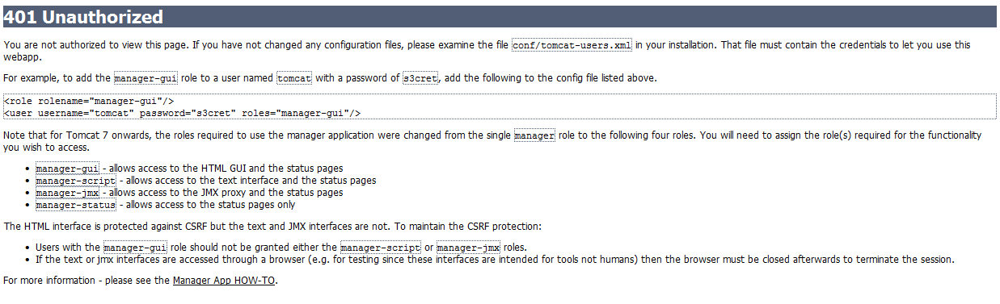 401 Unauthorized
You are not authorized to view this page. If you have not changed any configuration files, please examine the file conf/tomcat-users.xml in your installation. That file must contain the credentials to let you use this
webapp.
For example, to add the manager-gui role to a user named tomcat with a password of s3cret, add the following to the config file listed above.
<role rolename="manager-gui"/>
<user username="tomcat" password="s3cret" roles="manager-gui"/>
Note that for Tomcat 7 onwards, the roles required to use the manager application were changed from the single manager role to the following four roles. You will need to assign the role(s) required for the functionality
you wish to access.
• manager-gui - allows access to the HTML GUI and the status pages
• manager-script - allows access to the text interface and the status pages
• manager-jmx - allows access to the JMX proxy and the status pages
• manager-status - allows access to the status pages only
The HTML interface is protected against CSRF but the text and JMX interfaces are not. To maintain the CSRF protection:
• Users with the manager-gui role should not be granted either the manager-script or manager-jmx roles.
• If the text or jmx interfaces are accessed through a browser (e.g. for testing since these interfaces are intended for tools not humans) then the browser must be closed afterwards to terminate the session.
For more information - please see the Manager App HOW-TO.